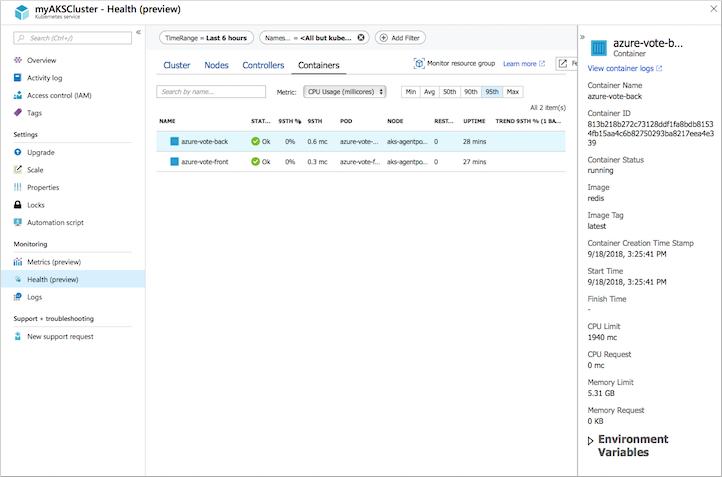 myAKSCluster - Health (preview)
Kubernetes service
Search (Ctrl+/)
Overview
Activity log
Access control (IAM)
Tags
Settings
Upgrade
Scale
Properties
Locks
Automation script
Monitoring
Metrics (preview)
Health (preview)
Logs
Support + troubleshooting
New support request
TimeRange = Last 6 hours
Names... = <All but kube...
Add Filter
Cluster
Nodes
Controllers
Containers
Monitor resource group
Learn more
Fe
Search by name...
Metric:
CPU Usage (millicores)
Min
Avg
50th
90th
95th
Max
All 2 item(s)
NAME STAT... 95TH % 95TH POD NODE REST... UPTIME TREND 95TH % (1 BA...
azure-vote-back Ok 0% 0.6 mc azure-vote-... aks-agentpo... 0 28 mins
azure-vote-front Ok 0% 0.3 mc azure-vote-f... aks-agentpo... 0 27 mins
azure-vote-b...
Container
View container logs
Container Name
azure-vote-back
Container ID
813b218b272c73128ddf1fa8bdb8153
4fb15aa4c6b82750293ba8217eea4e3
39
Container Status
running
Image
redis
Image Tag
latest
Container Creation Time Stamp
9/18/2018, 3:25:41 PM
Start Time
9/18/2018, 3:25:41 PM
Finish Time
-
CPU Limit
1940 mc
CPU Request
0 mc
Memory Limit
5.31 GB
Memory Request
0 KB
Environment
Variables